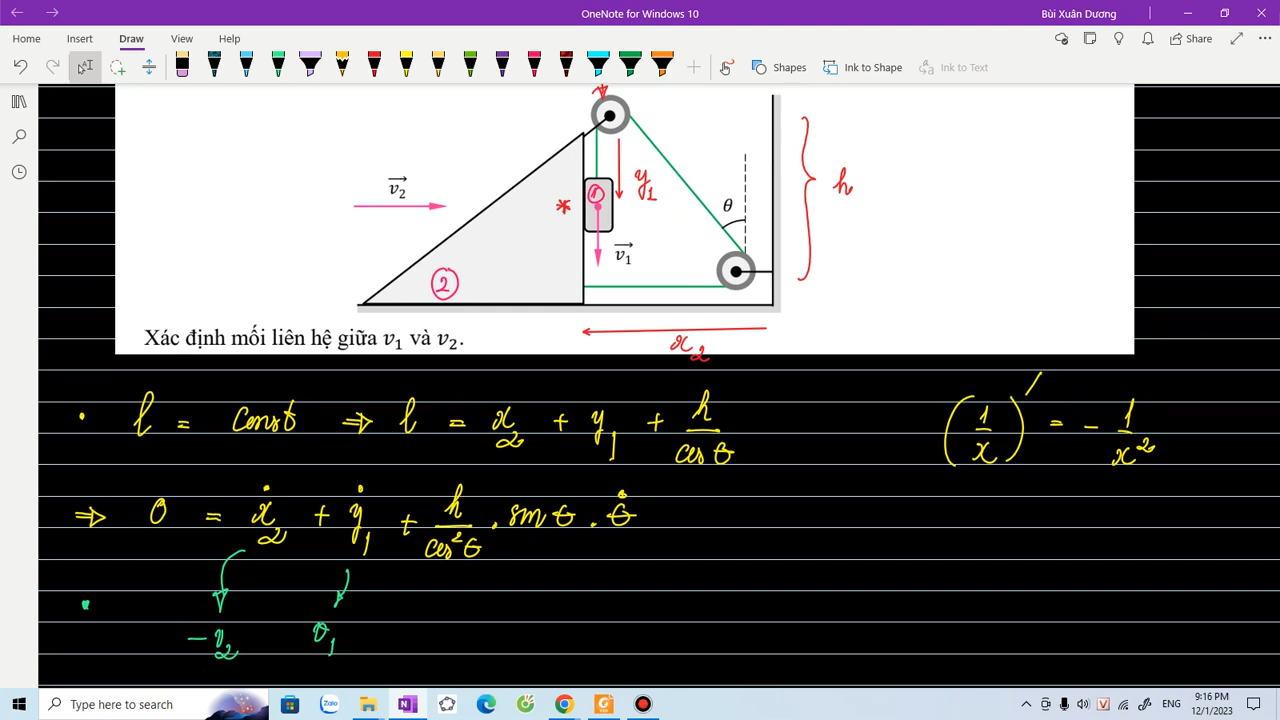 OneNote for Windows 10
Bùi Xuân Dương
Home Insert Draw View Help
Share
Shapes Ink to Shape Ink to Text
h
y₁
v₂
*
1
θ
v₁
2
Xác định mối liên hệ giữa v₁ và v₂.
x₂
• l = const ⇒ l = x₂ + y₁ + h/cosθ
(1/x)′ = - 1/x²
⇒ 0 = ẋ₂ + ẏ₁ + h/cos²θ . sinθ . θ̇
•
-v₂ v₁
Type here to search
Zalo
V
ENG
9:16 PM
12/1/2023